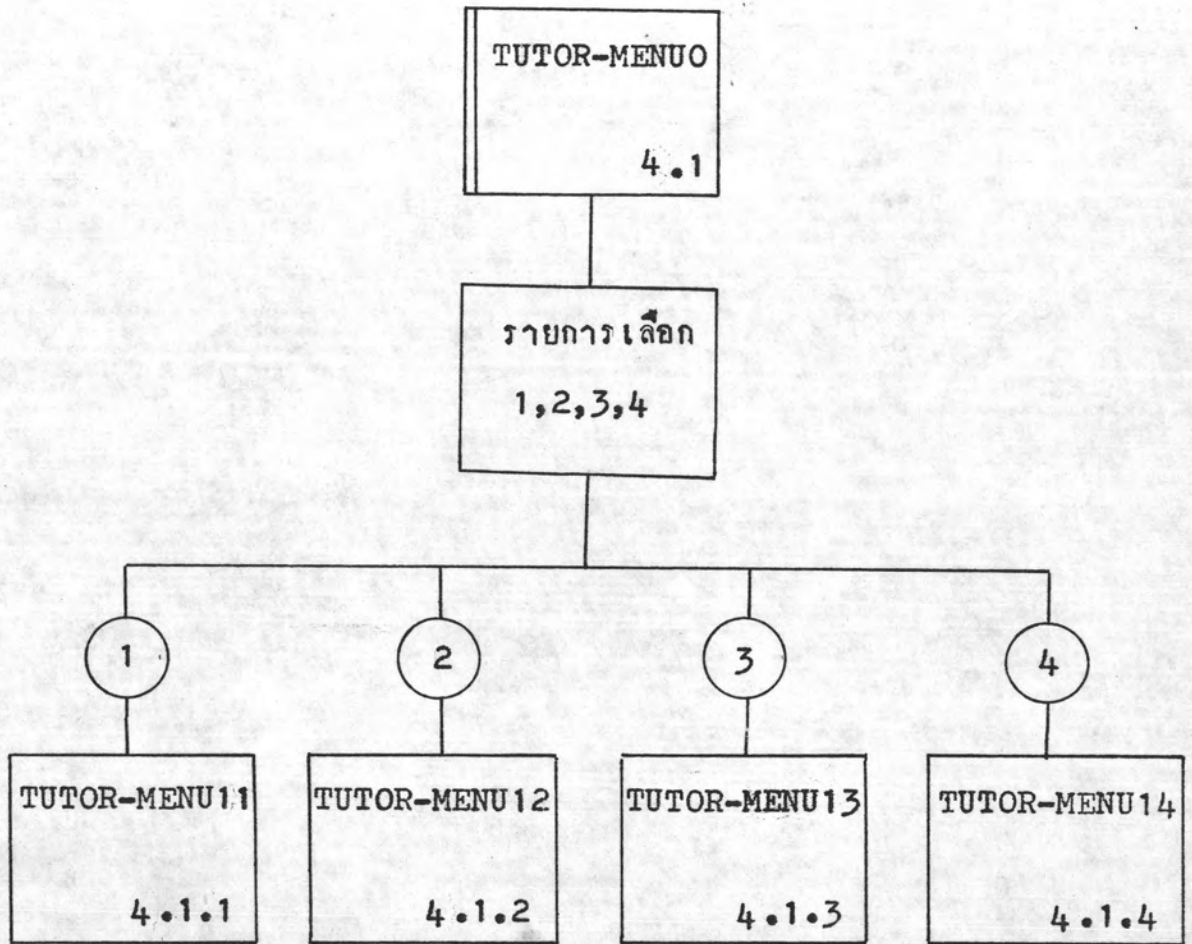 TUTOR-MENU0
4.1
รายการเลือก
1,2,3,4
1
2
3
4
TUTOR-MENU11
TUTOR-MENU12
TUTOR-MENU13
TUTOR-MENU14
4.1.1
4.1.2
4.1.3
4.1.4